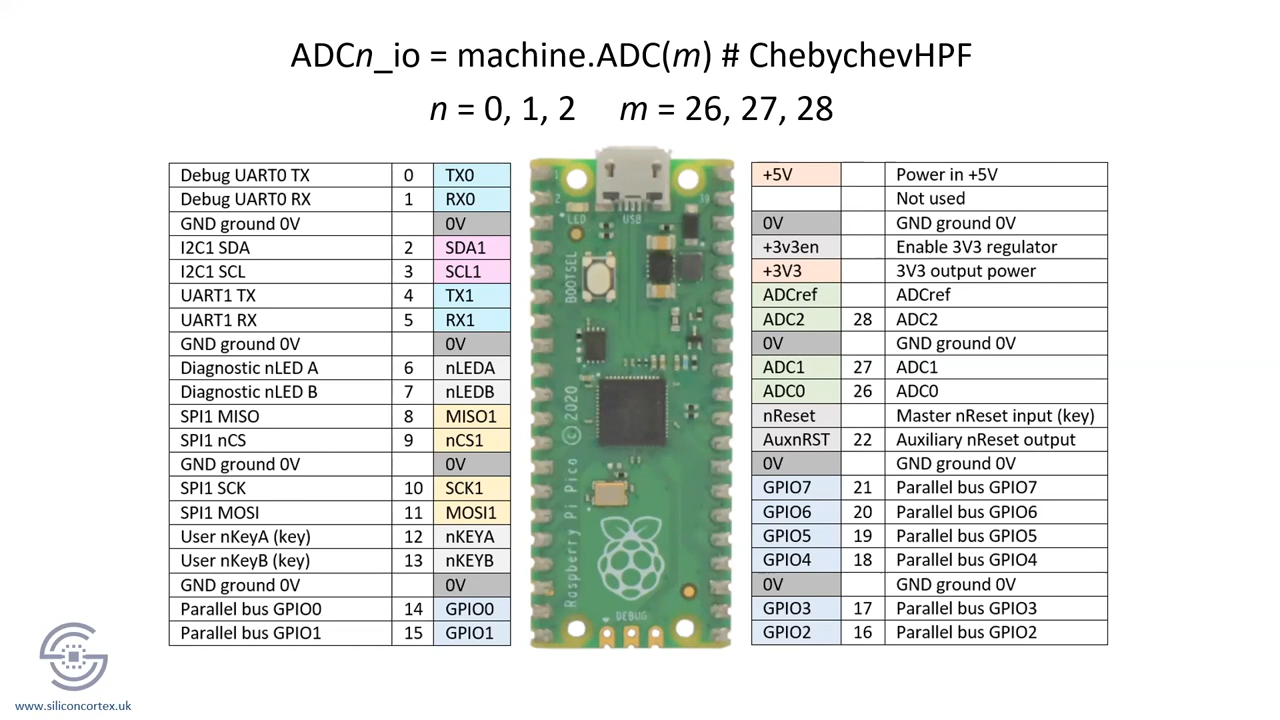 ADCn_io = machine.ADC(m) # ChebychevHPF
n = 0, 1, 2 m = 26, 27, 28
Debug UART0 TX 0 TX0
Debug UART0 RX 1 RX0
GND ground 0V 0V
I2C1 SDA 2 SDA1
I2C1 SCL 3 SCL1
UART1 TX 4 TX1
UART1 RX 5 RX1
GND ground 0V 0V
Diagnostic nLED A 6 nLEDA
Diagnostic nLED B 7 nLEDB
SPI1 MISO 8 MISO1
SPI1 nCS 9 nCS1
GND ground 0V 0V
SPI1 SCK 10 SCK1
SPI1 MOSI 11 MOSI1
User nKeyA (key) 12 nKEYA
User nKeyB (key) 13 nKEYB
GND ground 0V 0V
Parallel bus GPIO0 14 GPIO0
Parallel bus GPIO1 15 GPIO1
1
2
39
LED
USB
BOOTSEL
Raspberry Pi Pico © 2020
DEBUG
+5V Power in +5V
Not used
0V GND ground 0V
+3v3en Enable 3V3 regulator
+3V3 3V3 output power
ADCref ADCref
ADC2 28 ADC2
0V GND ground 0V
ADC1 27 ADC1
ADC0 26 ADC0
nReset Master nReset input (key)
AuxnRST 22 Auxiliary nReset output
0V GND ground 0V
GPIO7 21 Parallel bus GPIO7
GPIO6 20 Parallel bus GPIO6
GPIO5 19 Parallel bus GPIO5
GPIO4 18 Parallel bus GPIO4
0V GND ground 0V
GPIO3 17 Parallel bus GPIO3
GPIO2 16 Parallel bus GPIO2
www.siliconcortex.uk